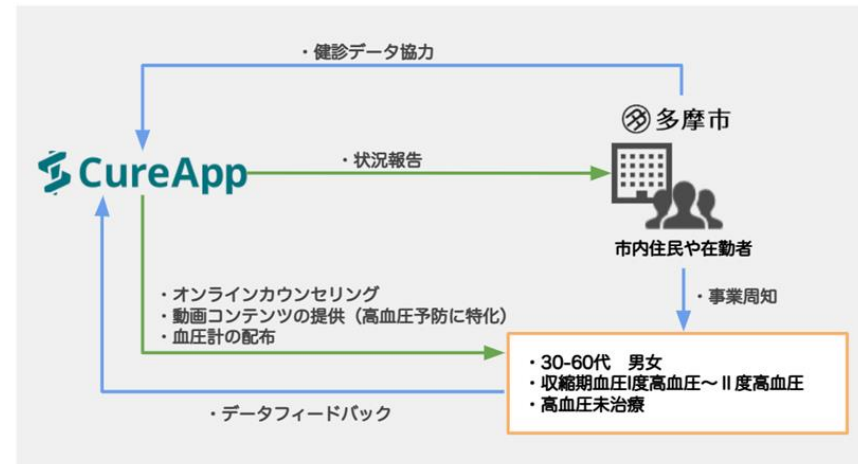 ・健診データ協力
多摩市
CureApp
・状況報告
市内住民や在勤者
・オンラインカウンセリング
・動画コンテンツの提供（高血圧予防に特化）
・血圧計の配布
・事業周知
・30-60代　男女
・収縮期血圧I度高血圧～Ⅱ度高血圧
・高血圧未治療
・データフィードバック